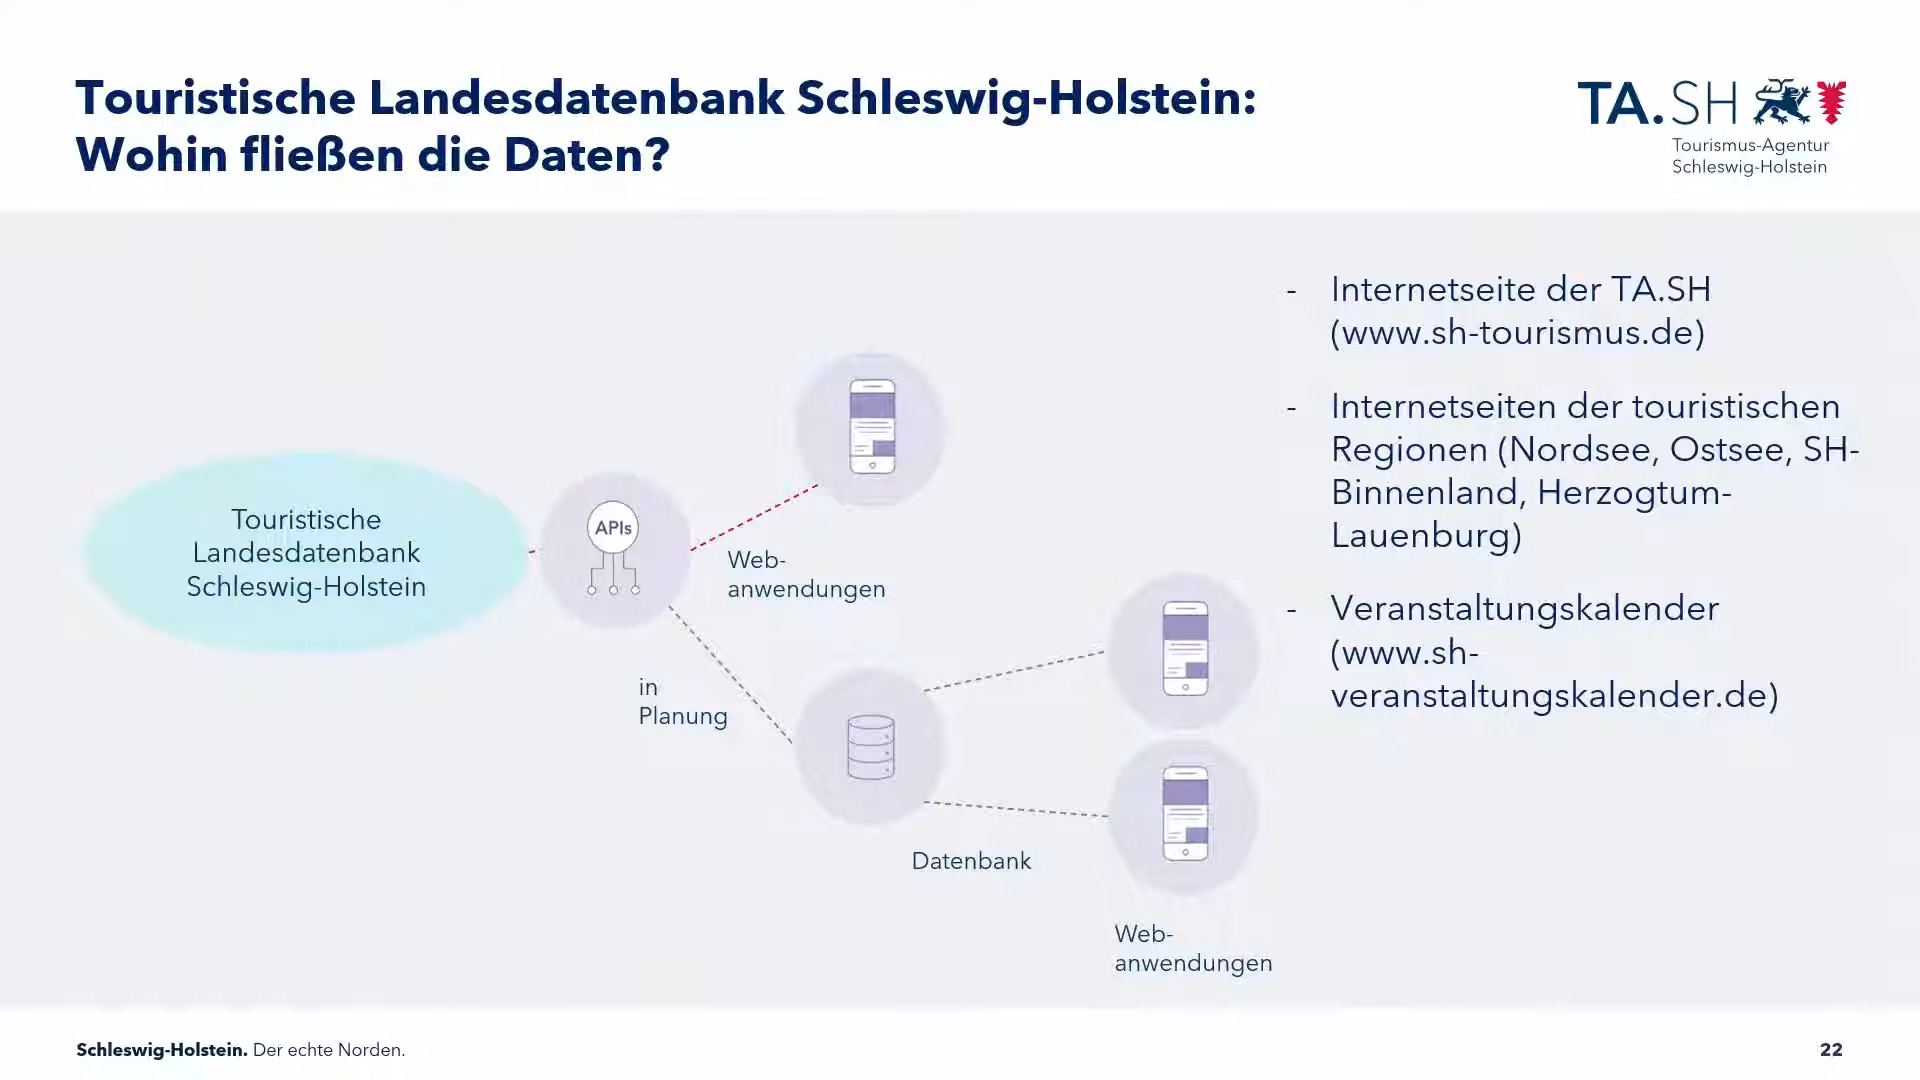 Touristische Landesdatenbank Schleswig-Holstein:
Wohin fließen die Daten?
TA.SH
Tourismus-Agentur
Schleswig-Holstein
Touristische
Landesdatenbank
Schleswig-Holstein
APIs
Web-
anwendungen
in
Planung
Datenbank
Web-
anwendungen
- Internetseite der TA.SH
(www.sh-tourismus.de)
- Internetseiten der touristischen
Regionen (Nordsee, Ostsee, SH-
Binnenland, Herzogtum-
Lauenburg)
- Veranstaltungskalender
(www.sh-
veranstaltungskalender.de)
Schleswig-Holstein. Der echte Norden.
22